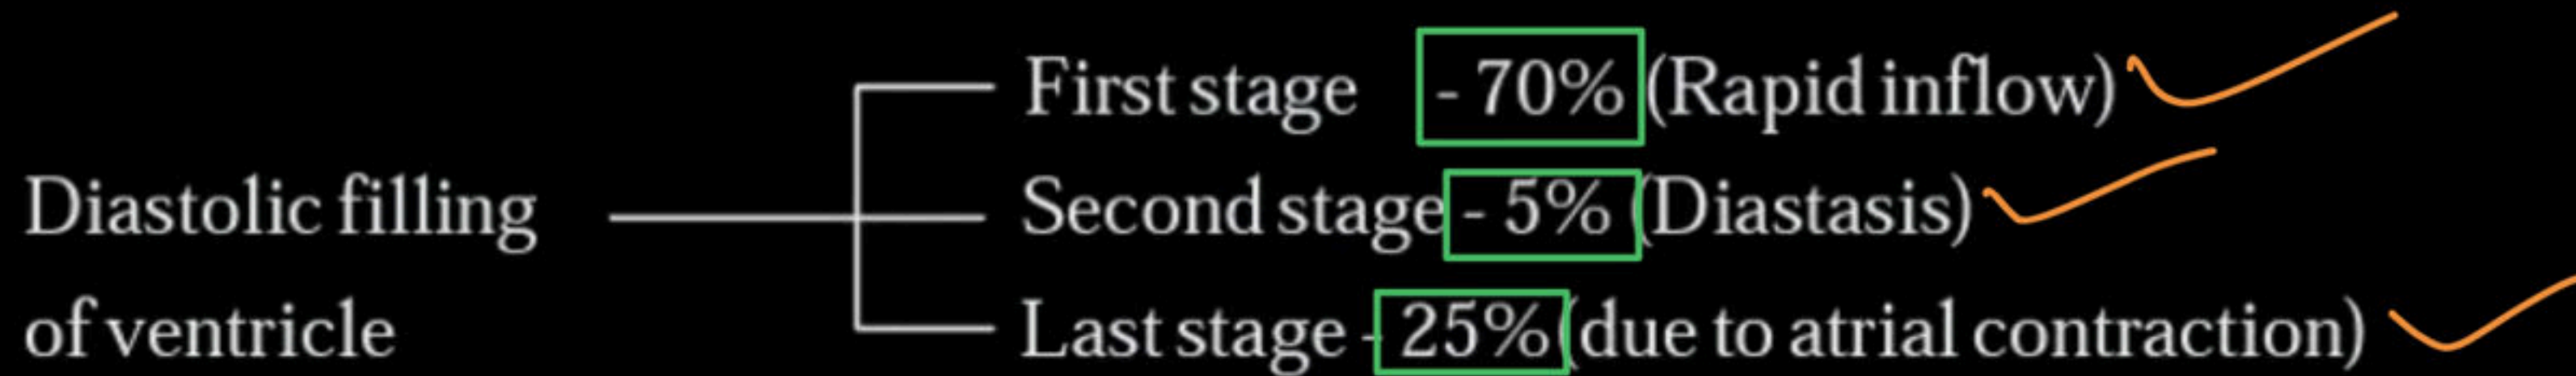 First stage - 70% (Rapid inflow)
Diastolic filling
Second stage - 5% (Diastasis)
of ventricle
Last stage - 25% (due to atrial contraction)